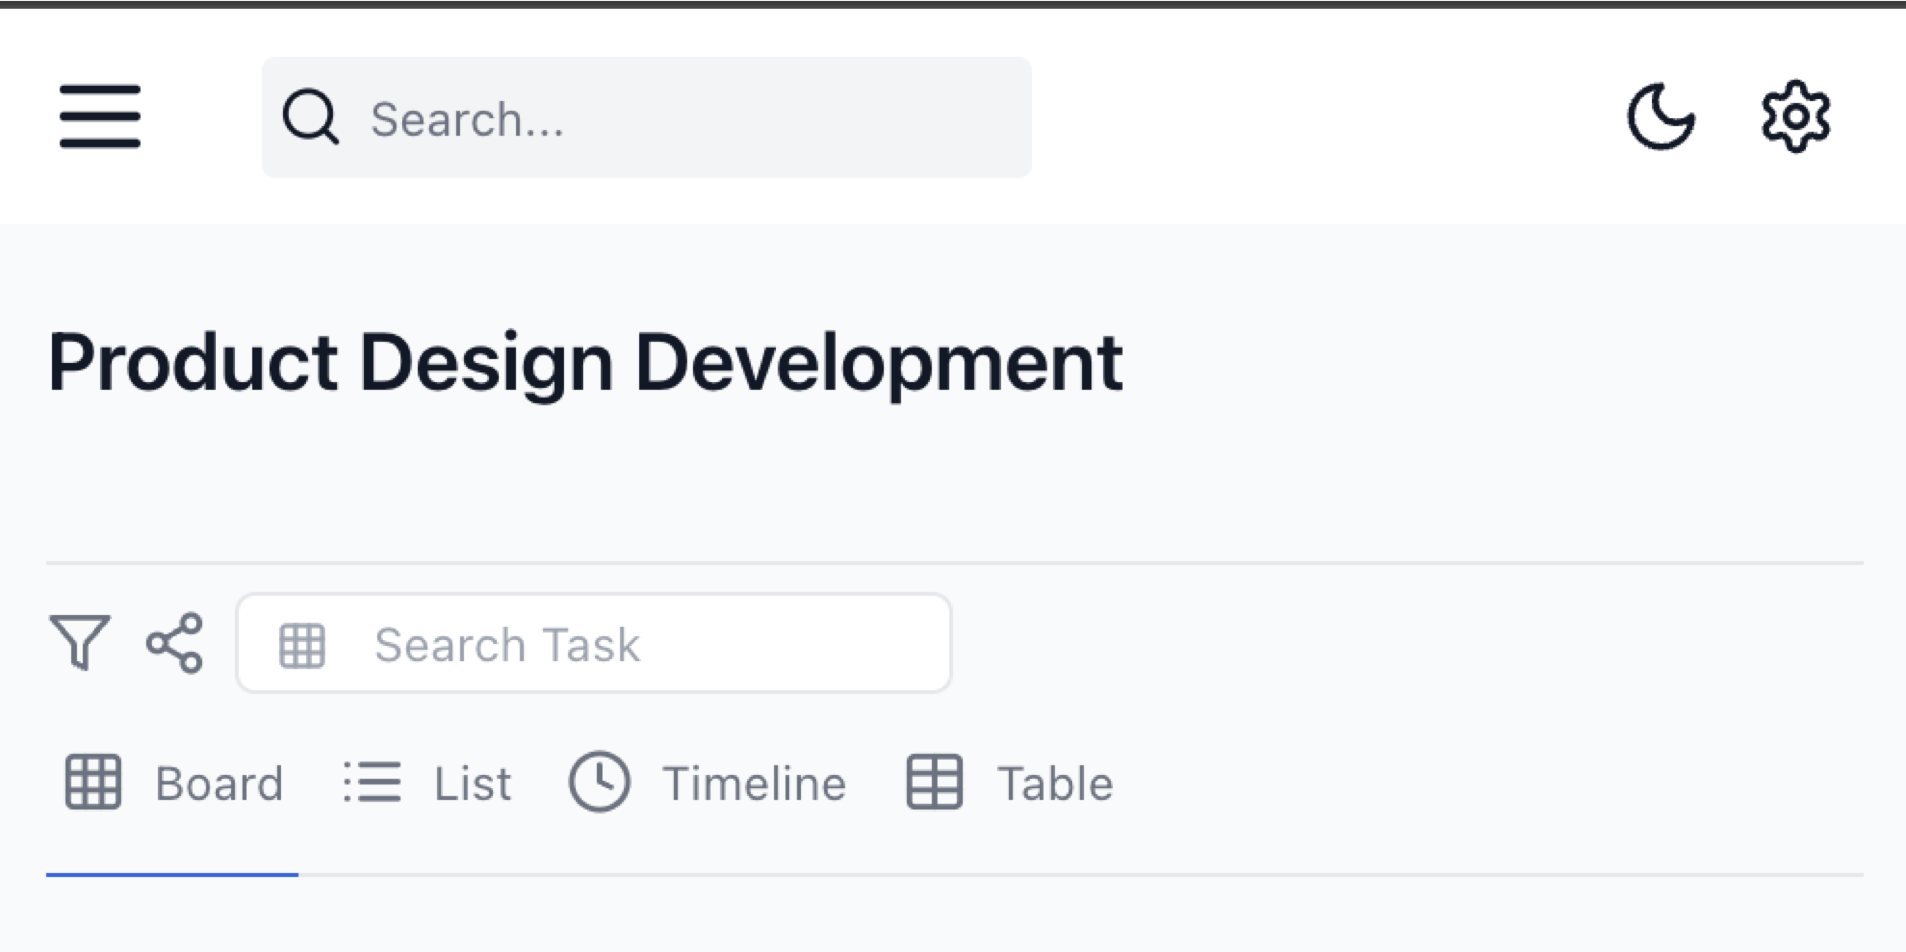 Search...
Product Design Development
Search Task
Board List Timeline Table